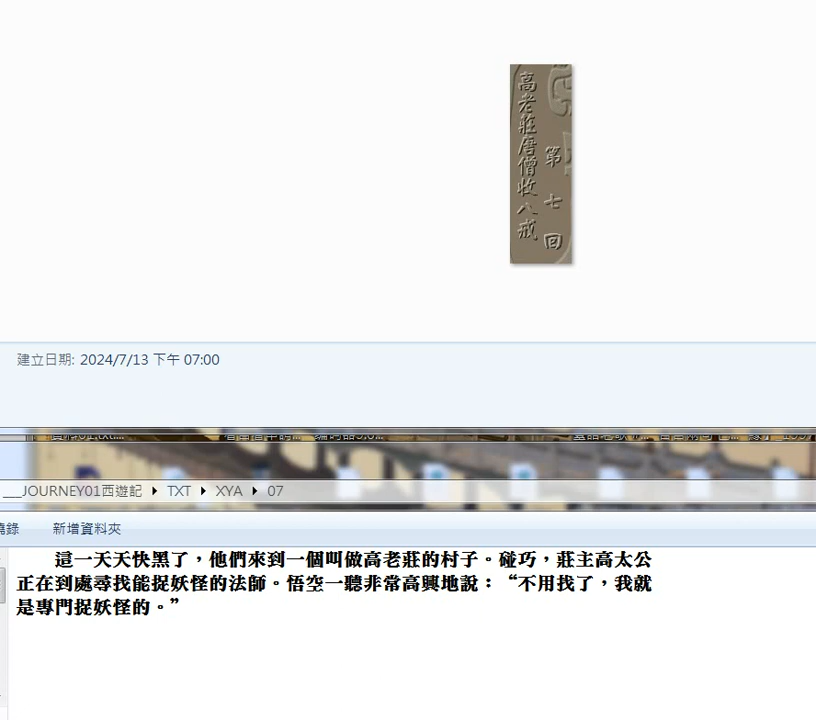 第七回
高老莊唐僧收八戒
建立日期: 2024/7/13 下午 07:00
___JOURNEY01西遊記 ▸ TXT ▸ XYA ▸ 07
燒錄 新增資料夾
這一天天快黑了，他們來到一個叫做高老莊的村子。碰巧，莊主高太公
正在到處尋找能捉妖怪的法師。悟空一聽非常高興地說：“不用找了，我就
是專門捉妖怪的。”